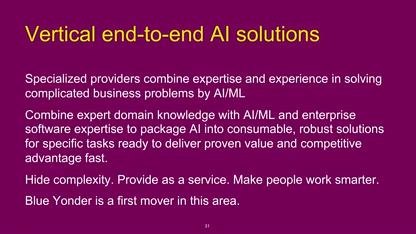 Vertical end-to-end AI solutions
Specialized providers combine expertise and experience in solving
complicated business problems by AI/ML
Combine expert domain knowledge with AI/ML and enterprise
software expertise to package AI into consumable, robust solutions
for specific tasks ready to deliver proven value and competitive
advantage fast.
Hide complexity. Provide as a service. Make people work smarter.
Blue Yonder is a first mover in this area.
31